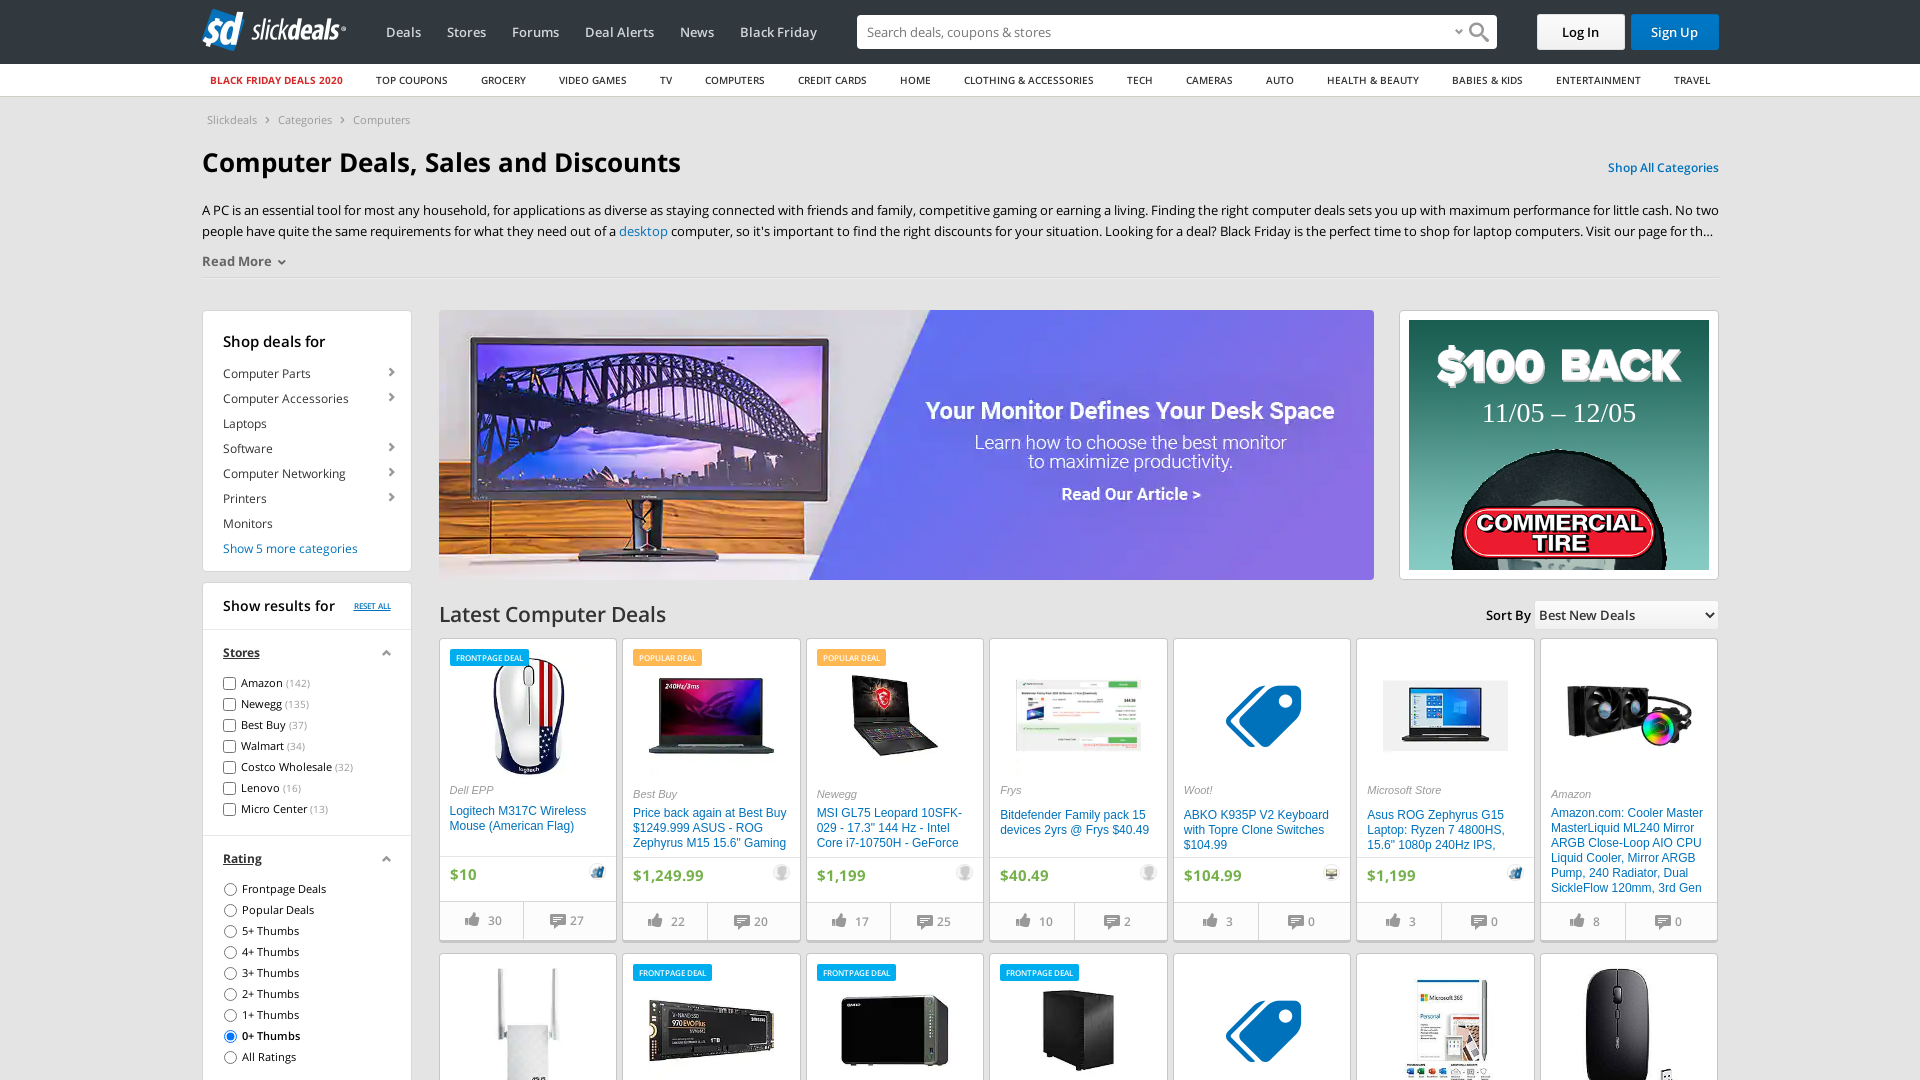 slickdeals
Deals
Stores
Forums
Deal Alerts
News
Black Friday
Search deals, coupons & stores
Log In
Sign Up
BLACK FRIDAY DEALS 2020
TOP COUPONS
GROCERY
VIDEO GAMES
TV
COMPUTERS
CREDIT CARDS
HOME
CLOTHING & ACCESSORIES
TECH
CAMERAS
AUTO
HEALTH & BEAUTY
BABIES & KIDS
ENTERTAINMENT
TRAVEL
Slickdeals > Categories > Computers
Computer Deals, Sales and Discounts
Shop All Categories
A PC is an essential tool for most any household, for applications as diverse as staying connected with friends and family, competitive gaming or earning a living. Finding the right computer deals sets you up with maximum performance for little cash. No two
people have quite the same requirements for what they need out of a desktop computer, so it's important to find the right discounts for your situation. Looking for a deal? Black Friday is the perfect time to shop for laptop computers. Visit our page for th...
Read More
Shop deals for
Computer Parts
Computer Accessories
Laptops
Software
Computer Networking
Printers
Monitors
Show 5 more categories
Your Monitor Defines Your Desk Space
Learn how to choose the best monitor
to maximize productivity.
Read Our Article >
$100 BACK
11/05 – 12/05
COMMERCIAL
TIRE
Show results for
RESET ALL
Stores
Amazon (142)
Newegg (135)
Best Buy (37)
Walmart (34)
Costco Wholesale (32)
Lenovo (16)
Micro Center (13)
Rating
Frontpage Deals
Popular Deals
5+ Thumbs
4+ Thumbs
3+ Thumbs
2+ Thumbs
1+ Thumbs
0+ Thumbs
All Ratings
Latest Computer Deals
Sort By
Best New Deals
FRONTPAGE DEAL
logitech
Dell EPP
Logitech M317C Wireless
Mouse (American Flag)
$10
30
27
POPULAR DEAL
240Hz/3ms
Best Buy
Price back again at Best Buy
$1249.999 ASUS - ROG
Zephyrus M15 15.6" Gaming
$1,249.99
22
20
POPULAR DEAL
Newegg
MSI GL75 Leopard 10SFK-
029 - 17.3" 144 Hz - Intel
Core i7-10750H - GeForce
$1,199
17
25
Frys
Bitdefender Family pack 15
devices 2yrs @ Frys $40.49
$40.49
10
2
Woot!
ABKO K935P V2 Keyboard
with Topre Clone Switches
$104.99
$104.99
3
0
Microsoft Store
Asus ROG Zephyrus G15
Laptop: Ryzen 7 4800HS,
15.6" 1080p 240Hz IPS,
$1,199
3
0
Amazon
Amazon.com: Cooler Master
MasterLiquid ML240 Mirror
ARGB Close-Loop AIO CPU
Liquid Cooler, Mirror ARGB
Pump, 240 Radiator, Dual
SickleFlow 120mm, 3rd Gen
8
0
FRONTPAGE DEAL
V-NAND SSD
970 EVO Plus
SAMSUNG
1TB
FRONTPAGE DEAL
FRONTPAGE DEAL
Microsoft 365
Personal